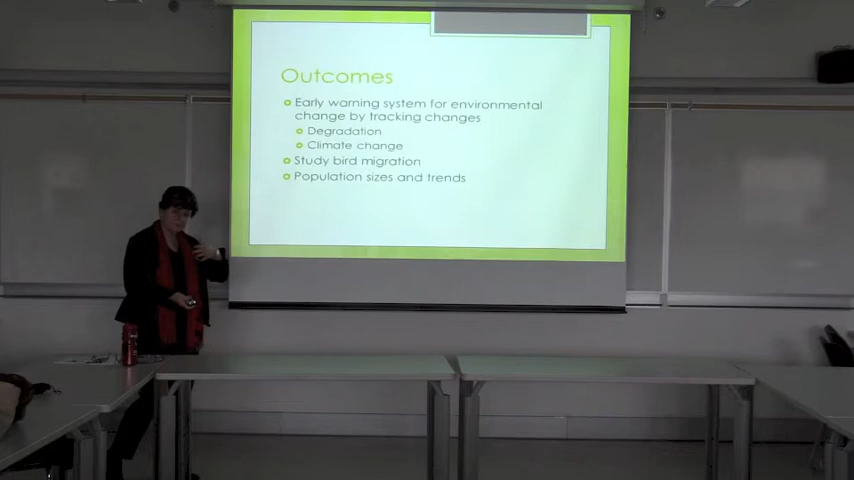 Outcomes
Early warning system for environmental
change by tracking changes
Degradation
Climate change
Study bird migration
Population sizes and trends